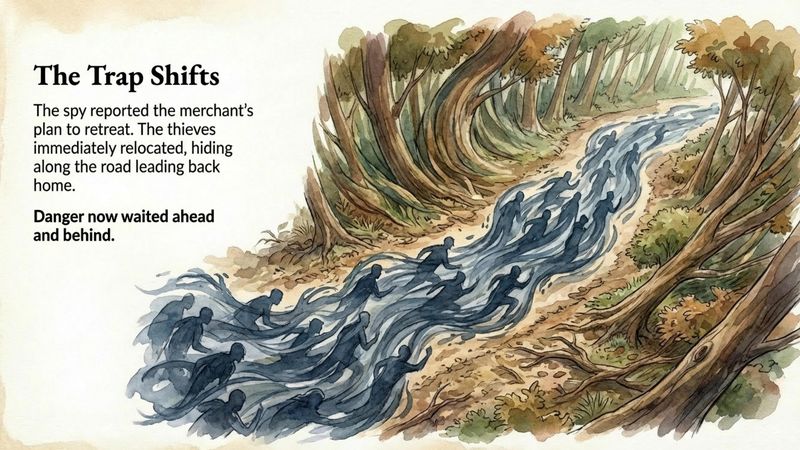 The Trap Shifts
The spy reported the merchant’s
plan to retreat. The thieves
immediately relocated, hiding
along the road leading back
home.
Danger now waited ahead
and behind.